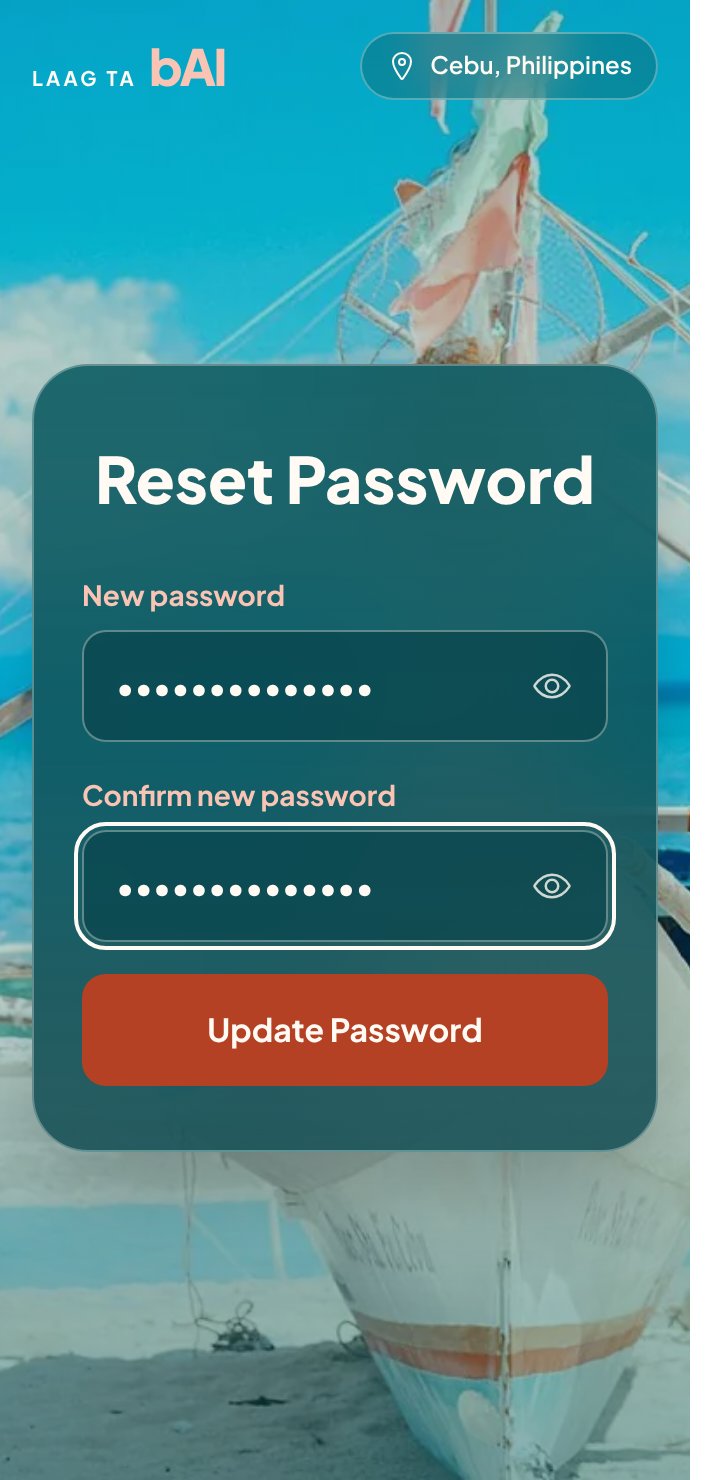 LAAG TA bAI
Cebu, Philippines
Reset Password
New password
••••••••••••••
Confirm new password
••••••••••••••
Update Password